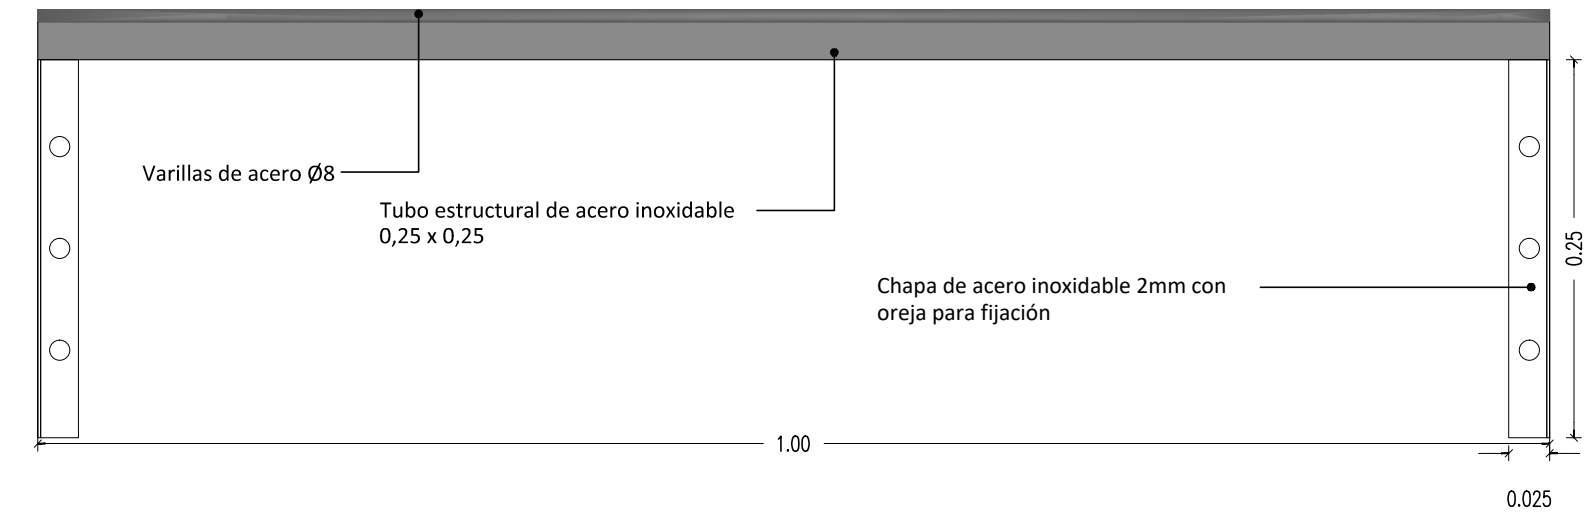 Varillas de acero Ø8
Tubo estructural de acero inoxidable
0,25 x 0,25
0.25
Chapa de acero inoxidable 2mm con
oreja para fijación
1.00
0.025